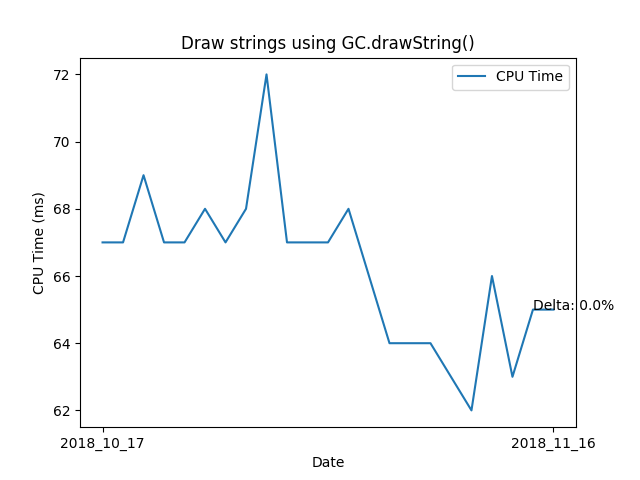 Draw strings using GC.drawString()
CPU Time
72
70
68
66
64
62
CPU Time (ms)
Delta: 0.0%
2018_10_17
2018_11_16
Date